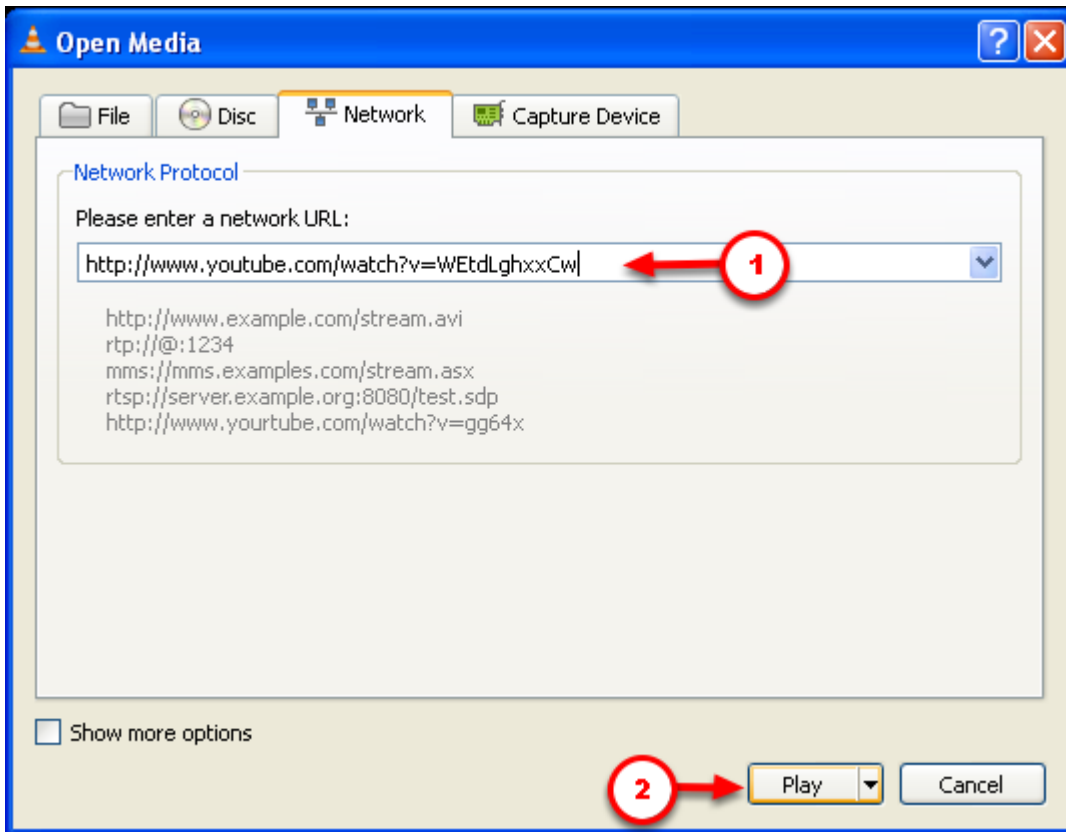 Open Media
File Disc Network Capture Device
Network Protocol
Please enter a network URL:
http://www.youtube.com/watch?v=WEtdLghxxCw
1
http://www.example.com/stream.avi
rtp://@:1234
mms://mms.examples.com/stream.asx
rtsp://server.example.org:8080/test.sdp
http://www.yourtube.com/watch?v=gg64x
Show more options
2 Play Cancel